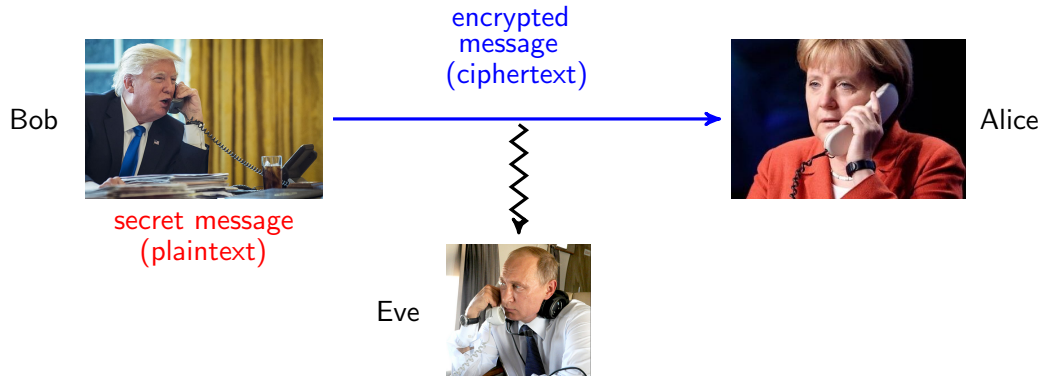 encrypted
message
(ciphertext)
Bob
Alice
secret message
(plaintext)
Eve